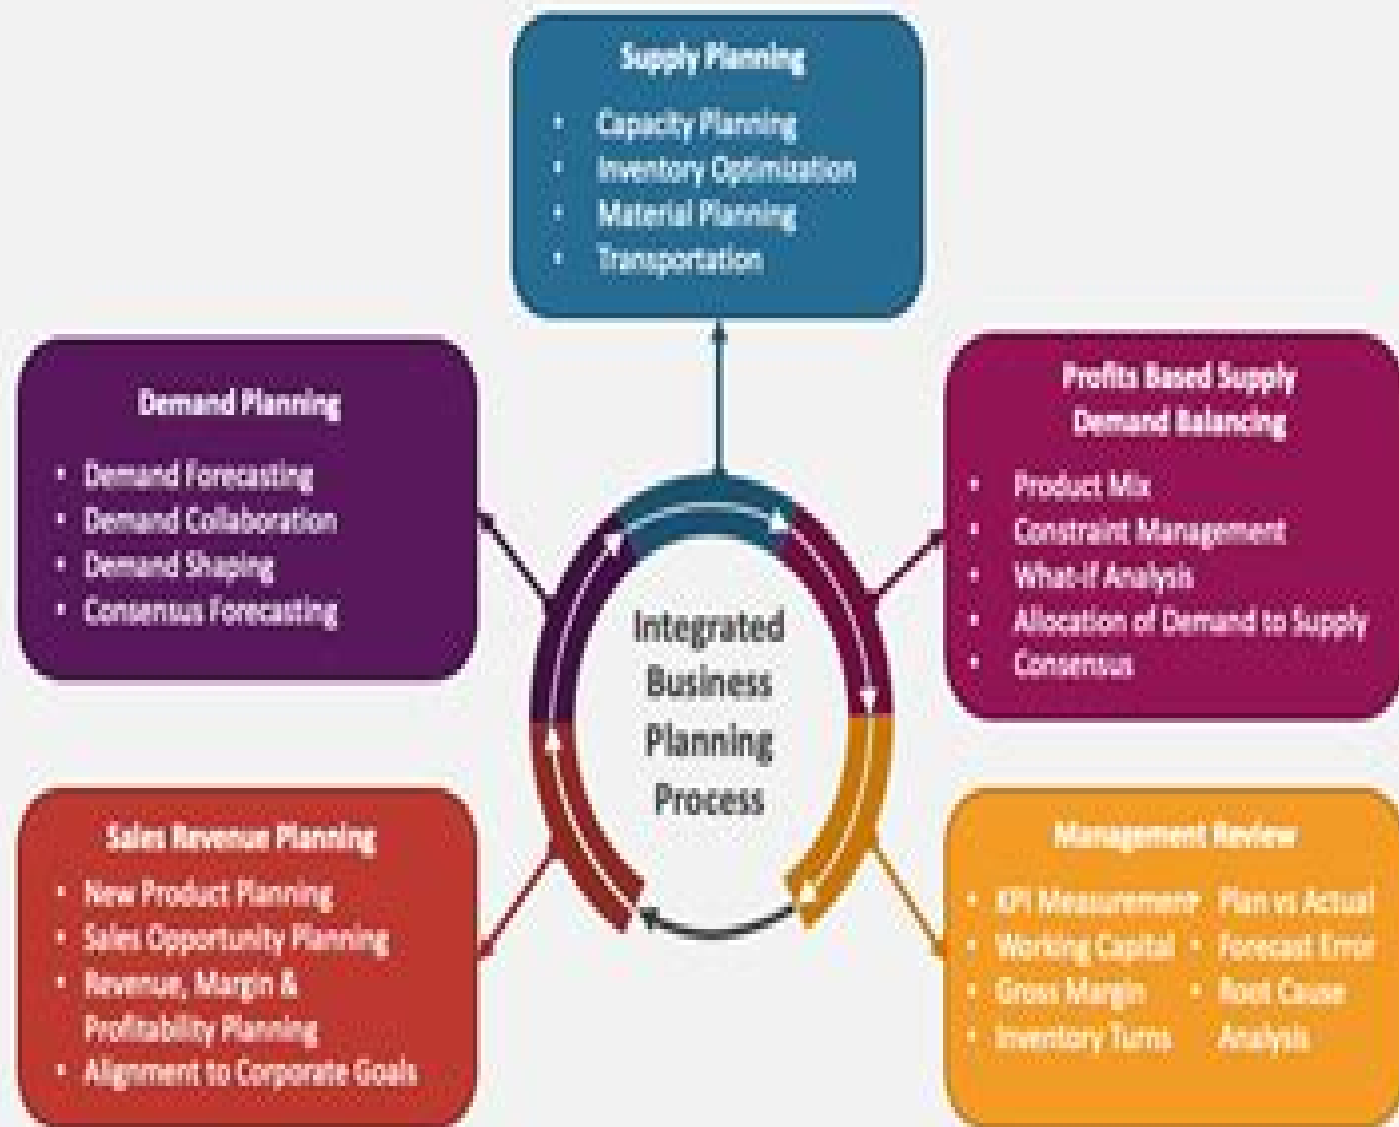 Supply Planning
• Capacity Planning
• Inventory Optimization
• Material Planning
• Transportation
Demand Planning
• Demand Forecasting
• Demand Collaboration
• Demand Shaping
• Consensus Forecasting
Profits Based Supply
Demand Balancing
• Product Mix
• Constraint Management
• What-if Analysis
• Allocation of Demand to Supply
• Consensus
Integrated
Business
Planning
Process
Sales Revenue Planning
• New Product Planning
• Sales Opportunity Planning
• Revenue, Margin &
Profitability Planning
• Alignment to Corporate Goals
Management Review
• KPI Measurement
• Working Capital
• Gross Margin
• Inventory Turns
• Plan vs Actual
• Forecast Error
• Root Cause
Analysis